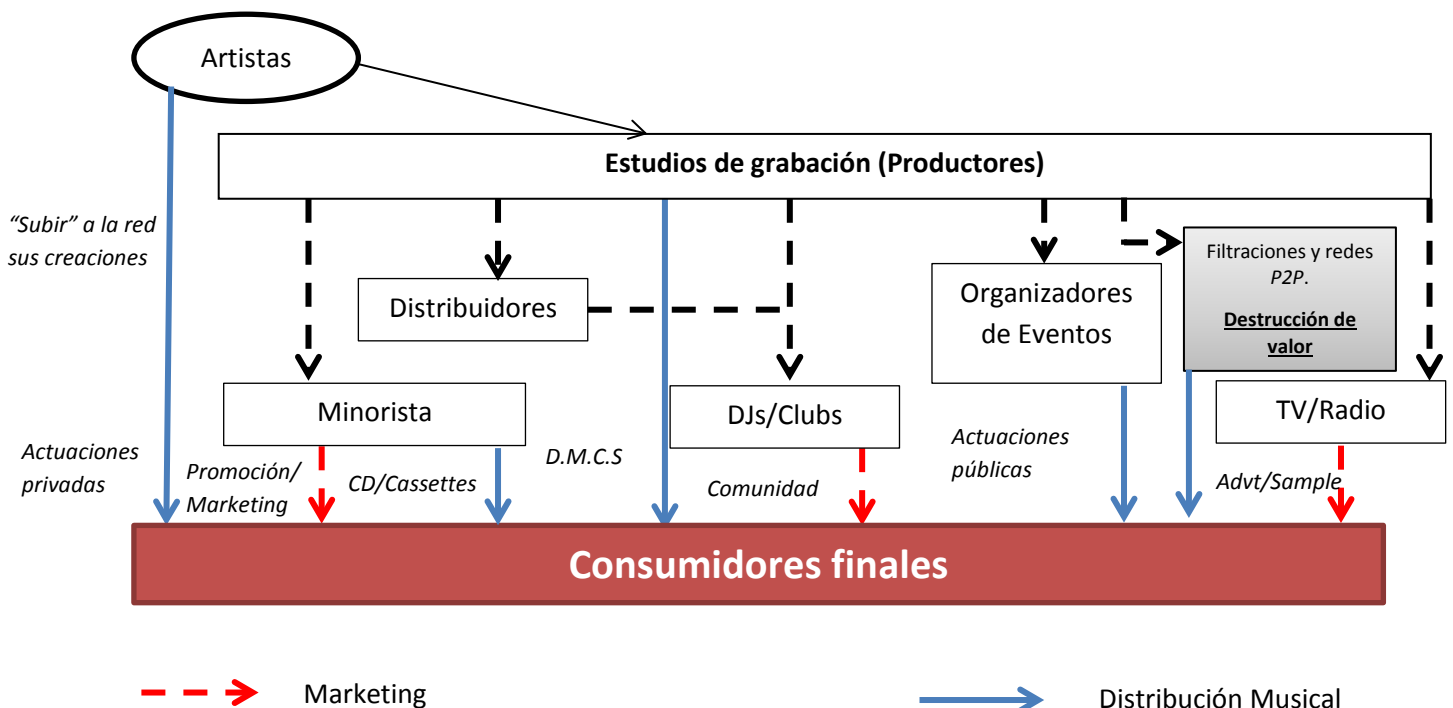 Artistas
Estudios de grabación (Productores)
“Subir” a la red
sus creaciones
Distribuidores
Organizadores
de Eventos
Filtraciones y redes
P2P.
Destrucción de
valor
Minorista
DJs/Clubs
TV/Radio
Actuaciones
privadas
Promoción/
Marketing
CD/Cassettes
D.M.C.S
Comunidad
Actuaciones
públicas
Advt/Sample
Consumidores finales
Marketing
Distribución Musical